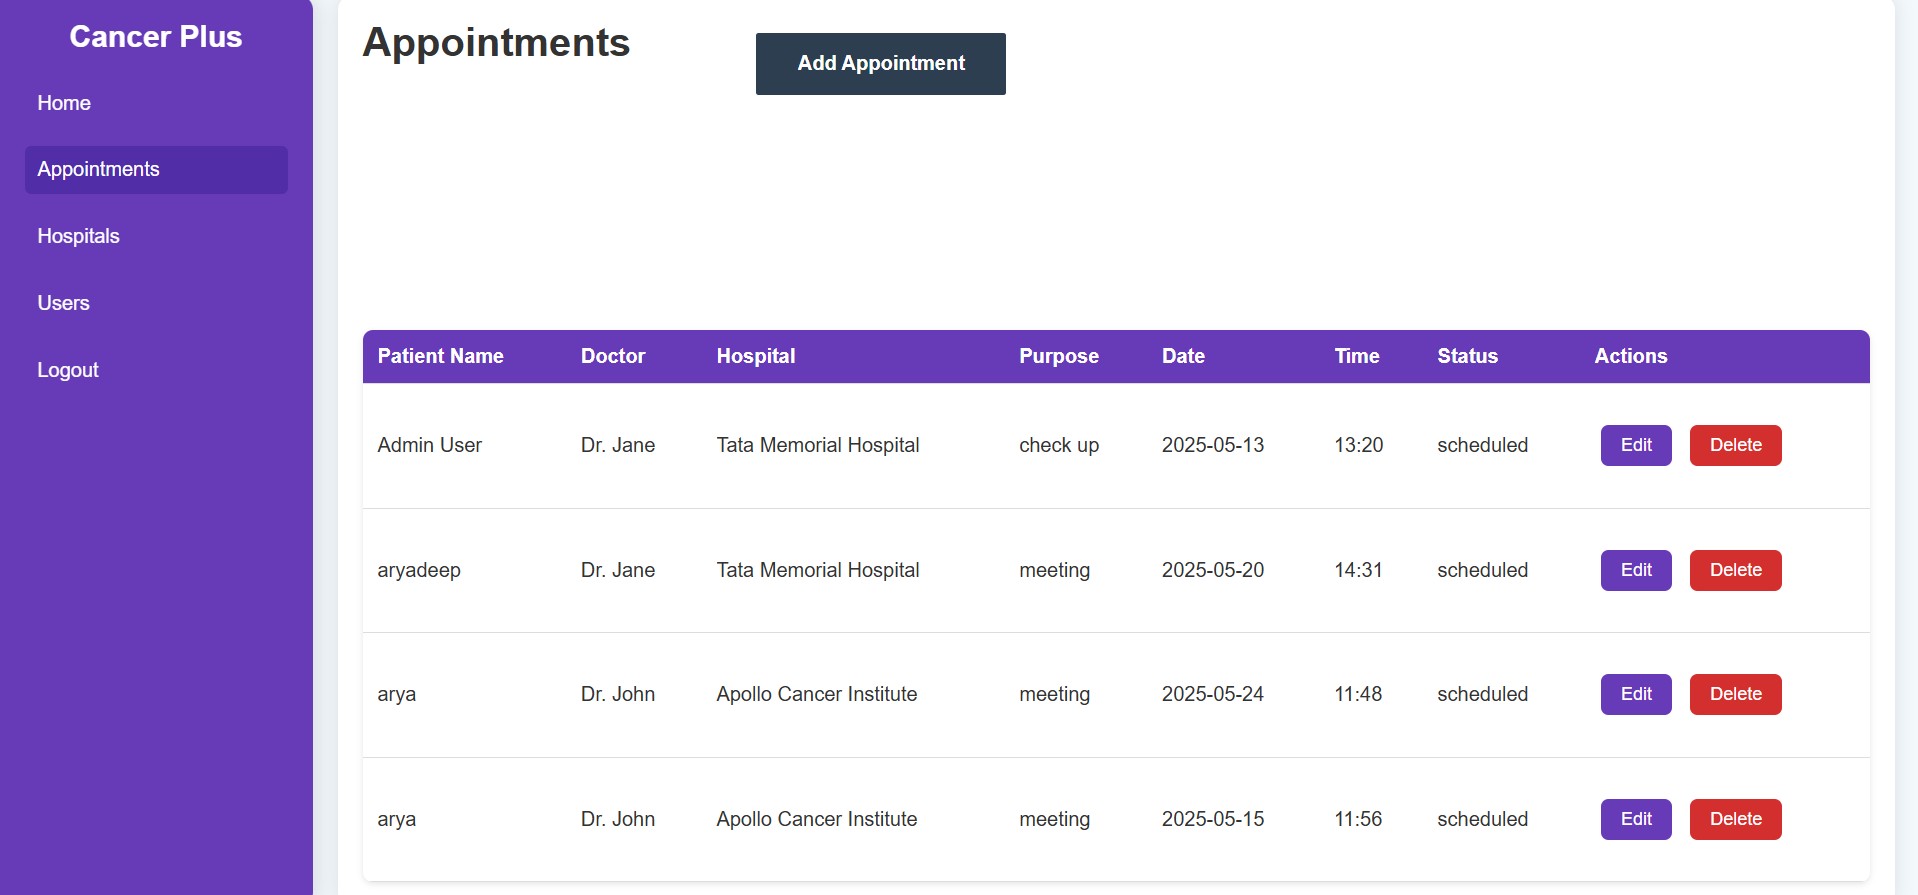 Cancer Plus
Home
Appointments
Hospitals
Users
Logout
Appointments
Add Appointment
Patient Name Doctor Hospital Purpose Date Time Status Actions
Admin User Dr. Jane Tata Memorial Hospital check up 2025-05-13 13:20 scheduled Edit Delete
aryadeep Dr. Jane Tata Memorial Hospital meeting 2025-05-20 14:31 scheduled Edit Delete
arya Dr. John Apollo Cancer Institute meeting 2025-05-24 11:48 scheduled Edit Delete
arya Dr. John Apollo Cancer Institute meeting 2025-05-15 11:56 scheduled Edit Delete